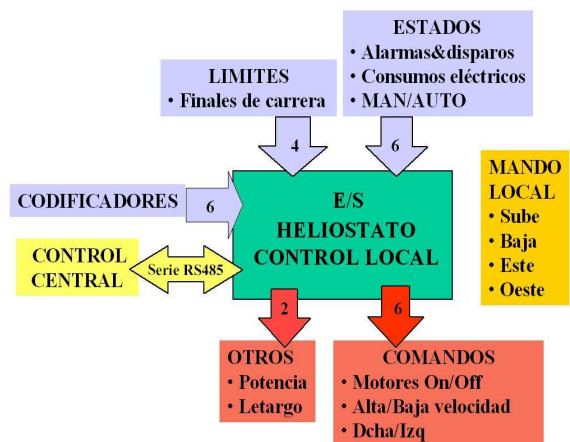 ESTADOS
• Alarmas&disparos
• Consumos eléctricos
• MAN/AUTO
LIMITES
• Finales de carrera
4
6
MANDO
LOCAL
• Sube
• Baja
• Este
• Oeste
CODIFICADORES
6
E/S
HELIOSTATO
CONTROL LOCAL
CONTROL
CENTRAL
Serie RS485
2
6
OTROS
• Potencia
• Letargo
COMANDOS
• Motores On/Off
• Alta/Baja velocidad
• Dcha/Izq